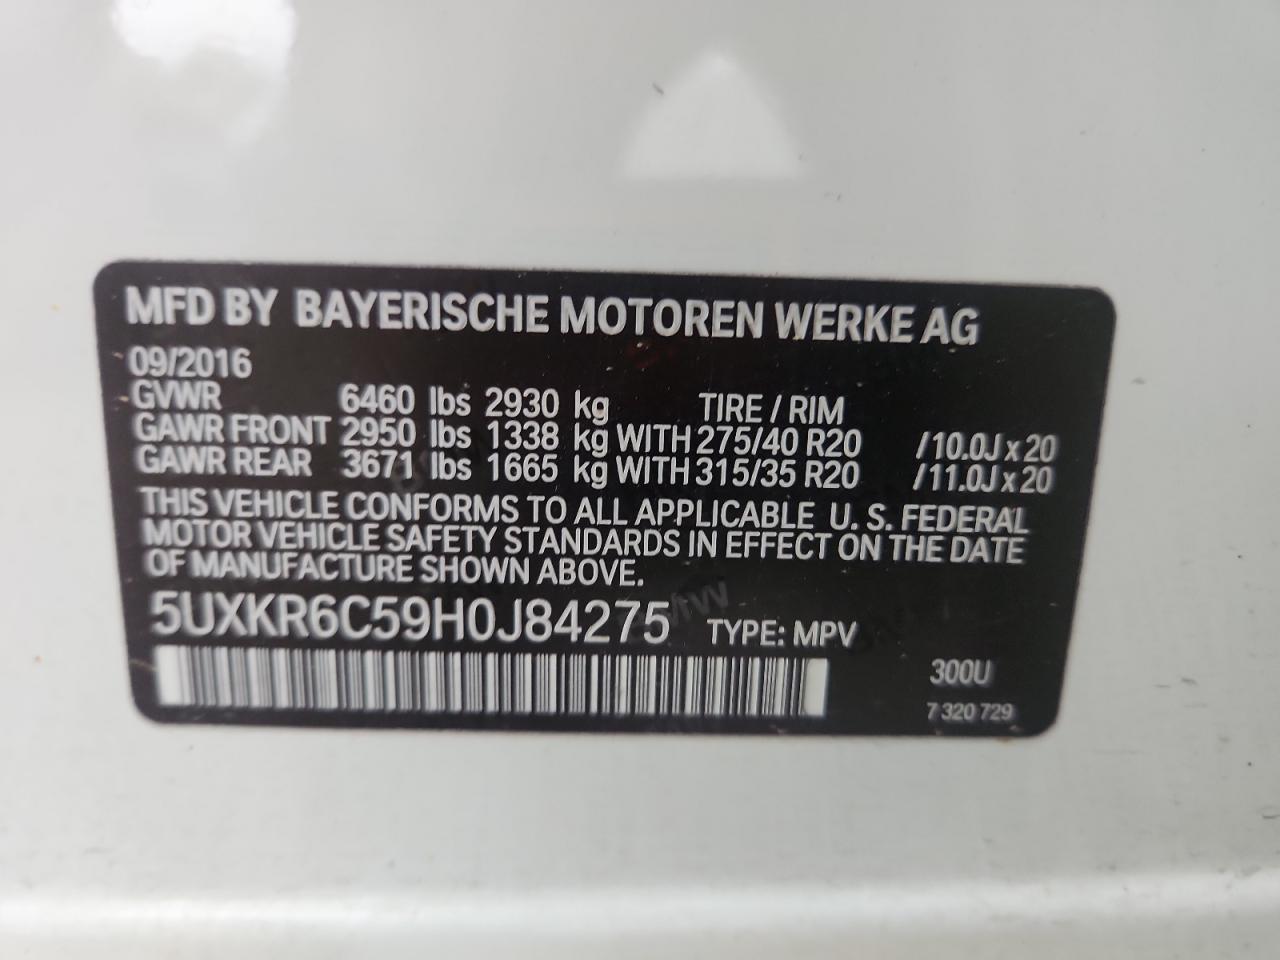 MFD BY BAYERISCHE MOTOREN WERKE AG
09/2016
GVWR 6460 lbs 2930 kg TIRE / RIM
GAWR FRONT 2950 lbs 1338 kg WITH 275/40 R20 /10.0J x 20
GAWR REAR 3671 lbs 1665 kg WITH 315/35 R20 /11.0J x 20
THIS VEHICLE CONFORMS TO ALL APPLICABLE U. S. FEDERAL
MOTOR VEHICLE SAFETY STANDARDS IN EFFECT ON THE DATE
OF MANUFACTURE SHOWN ABOVE.
5UXKR6C59H0J84275 TYPE: MPV
300U
7 320 729